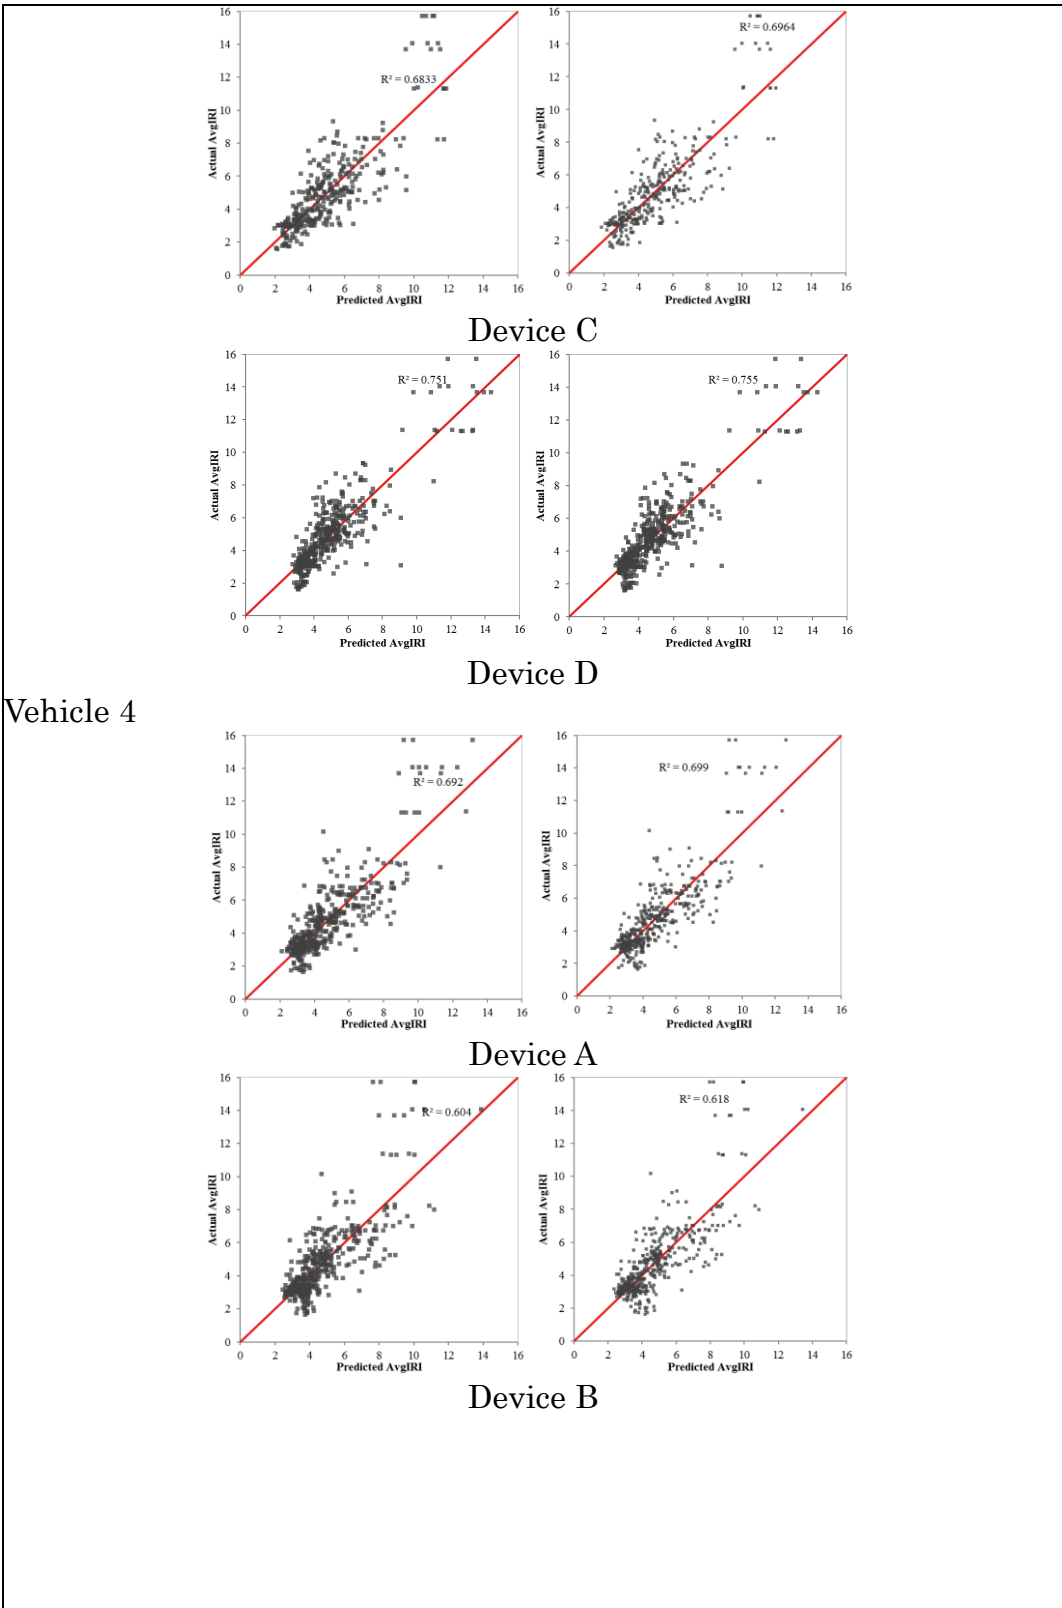 16
14
12
10
8
6
4
2
0
Actual AvgIRI
R² = 0.6833
0 2 4 6 8 10 12 14 16
Predicted AvgIRI
16
14
12
10
8
6
4
2
0
Actual AvgIRI
R² = 0.6964
0 2 4 6 8 10 12 14 16
Predicted AvgIRI
Device C
16
14
12
10
8
6
4
2
0
Actual AvgIRI
R² = 0.751
0 2 4 6 8 10 12 14 16
Predicted AvgIRI
16
14
12
10
8
6
4
2
0
Actual AvgIRI
R² = 0.755
0 2 4 6 8 10 12 14 16
Predicted AvgIRI
Device D
Vehicle 4
16
14
12
10
8
6
4
2
0
Actual AvgIRI
R² = 0.692
0 2 4 6 8 10 12 14 16
Predicted AvgIRI
16
14
12
10
8
6
4
2
0
Actual AvgIRI
R² = 0.699
0 2 4 6 8 10 12 14 16
Predicted AvgIRI
Device A
16
14
12
10
8
6
4
2
0
Actual AvgIRI
R² = 0.604
0 2 4 6 8 10 12 14 16
Predicted AvgIRI
16
14
12
10
8
6
4
2
0
Actual AvgIRI
R² = 0.618
0 2 4 6 8 10 12 14 16
Predicted AvgIRI
Device B